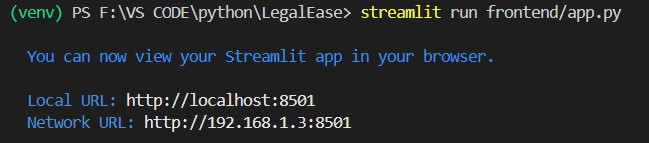 (venv) PS F:\VS CODE\python\LegalEase> streamlit run frontend/app.py
You can now view your Streamlit app in your browser.
Local URL: http://localhost:8501
Network URL: http://192.168.1.3:8501